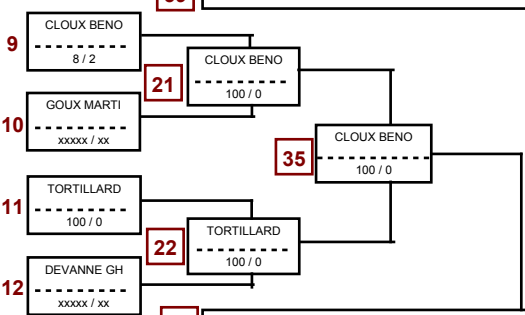 9
CLOUX BENO
8 / 2
21
CLOUX BENO
100 / 0
10
GOUX MARTI
xxxxx / xx
35
CLOUX BENO
100 / 0
11
TORTILLARD
100 / 0
22
TORTILLARD
100 / 0
12
DEVANNE GH
xxxxx / xx